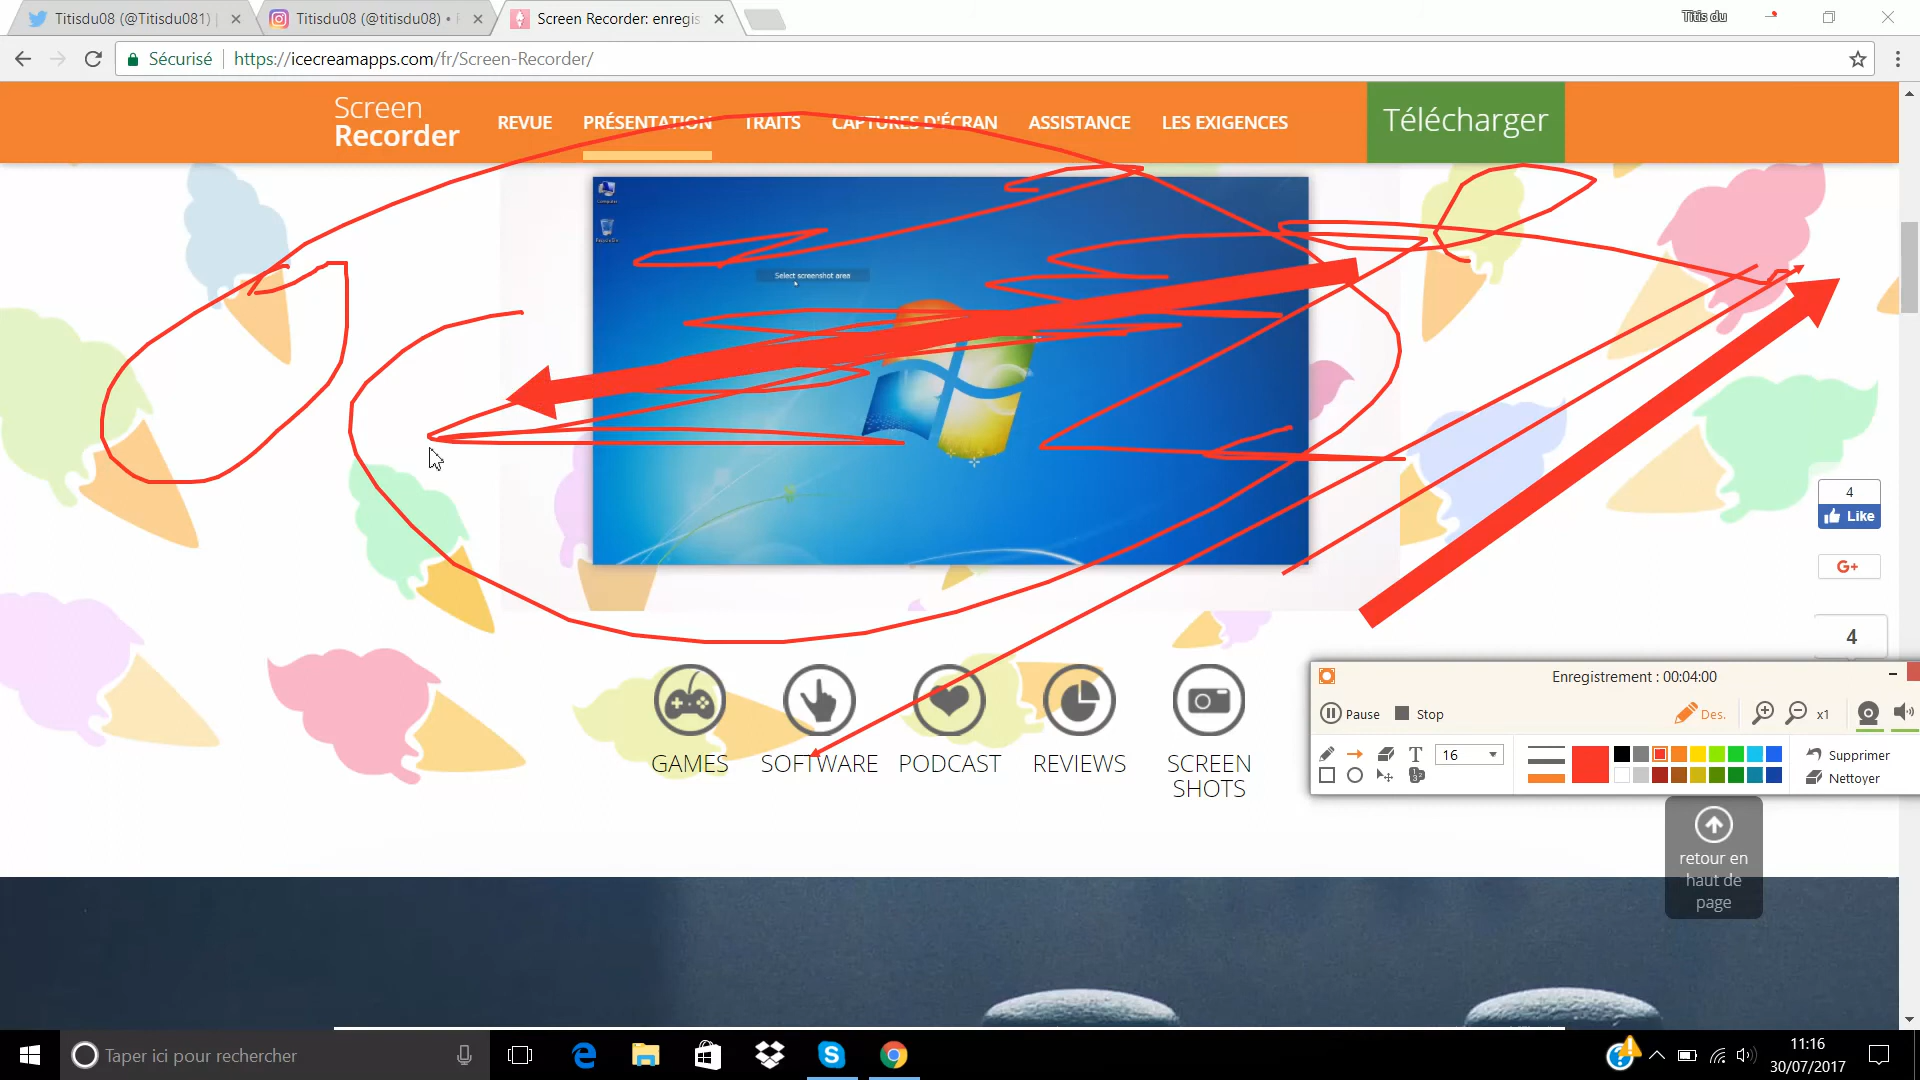 Titisdu08 (@Titisdu081) |
Titisdu08 (@titisdu08) •
Screen Recorder: enregis
Titis du
Sécurisé
https://icecreamapps.com/fr/Screen-Recorder/
Screen
Recorder
REVUE
PRÉSENTATION
TRAITS
CAPTURES D'ÉCRAN
ASSISTANCE
LES EXIGENCES
Télécharger
Computer
Recycle Bin
Select screenshot area
4
Like
G+
4
Enregistrement : 00:04:00
Pause
Stop
Des.
x1
T
16
Supprimer
Nettoyer
GAMES
SOFTWARE
PODCAST
REVIEWS
SCREEN
SHOTS
retour en
haut de
page
Taper ici pour rechercher
11:16
30/07/2017